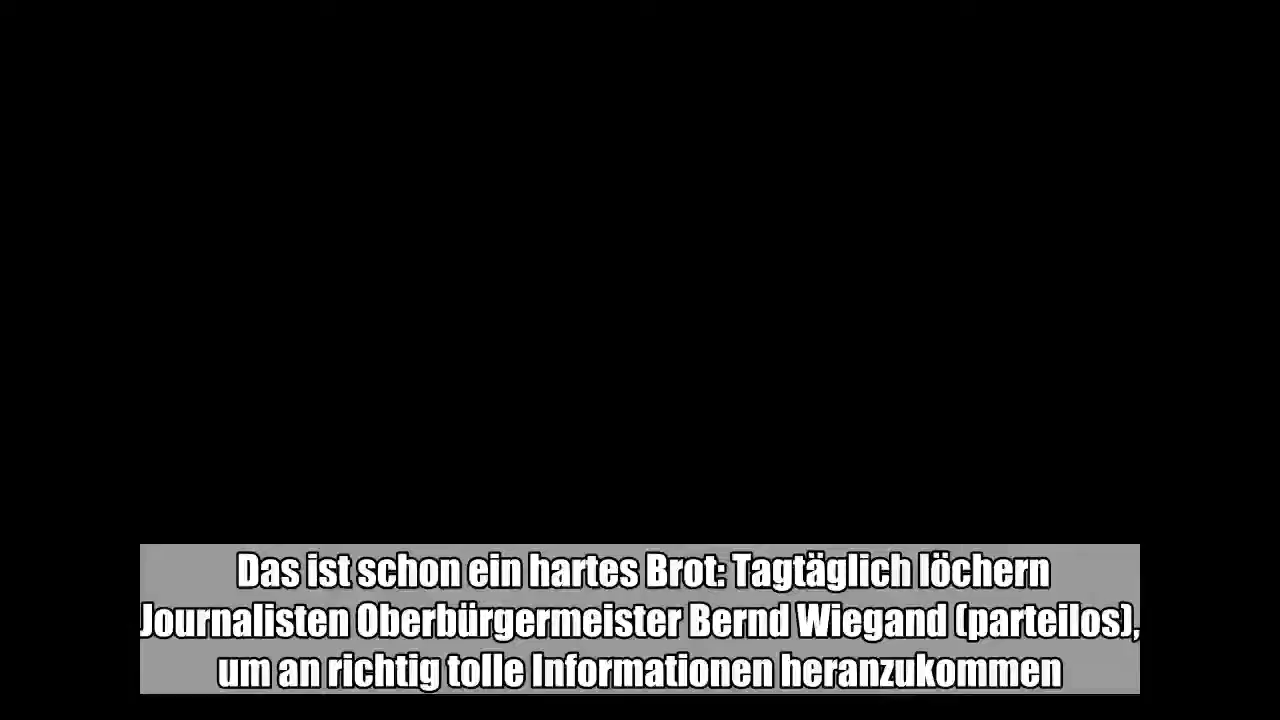 Das ist schon ein hartes Brot: Tagtäglich löchern
Journalisten Oberbürgermeister Bernd Wiegand (parteilos),
um an richtig tolle Informationen heranzukommen